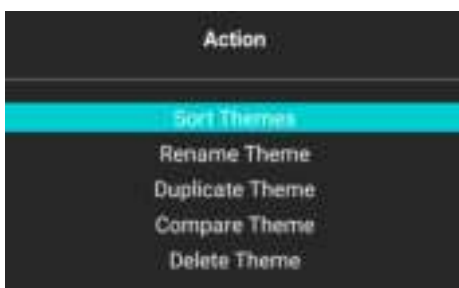 Action
Sort Themes
Rename Theme
Duplicate Theme
Compare Theme
Delete Theme